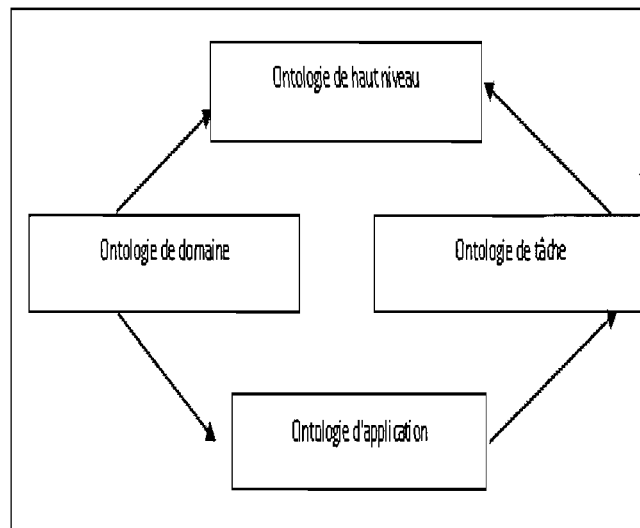 Ontologie de haut niveau
Ontologie de domaine
Ontologie de tâche
Ontologie d'application